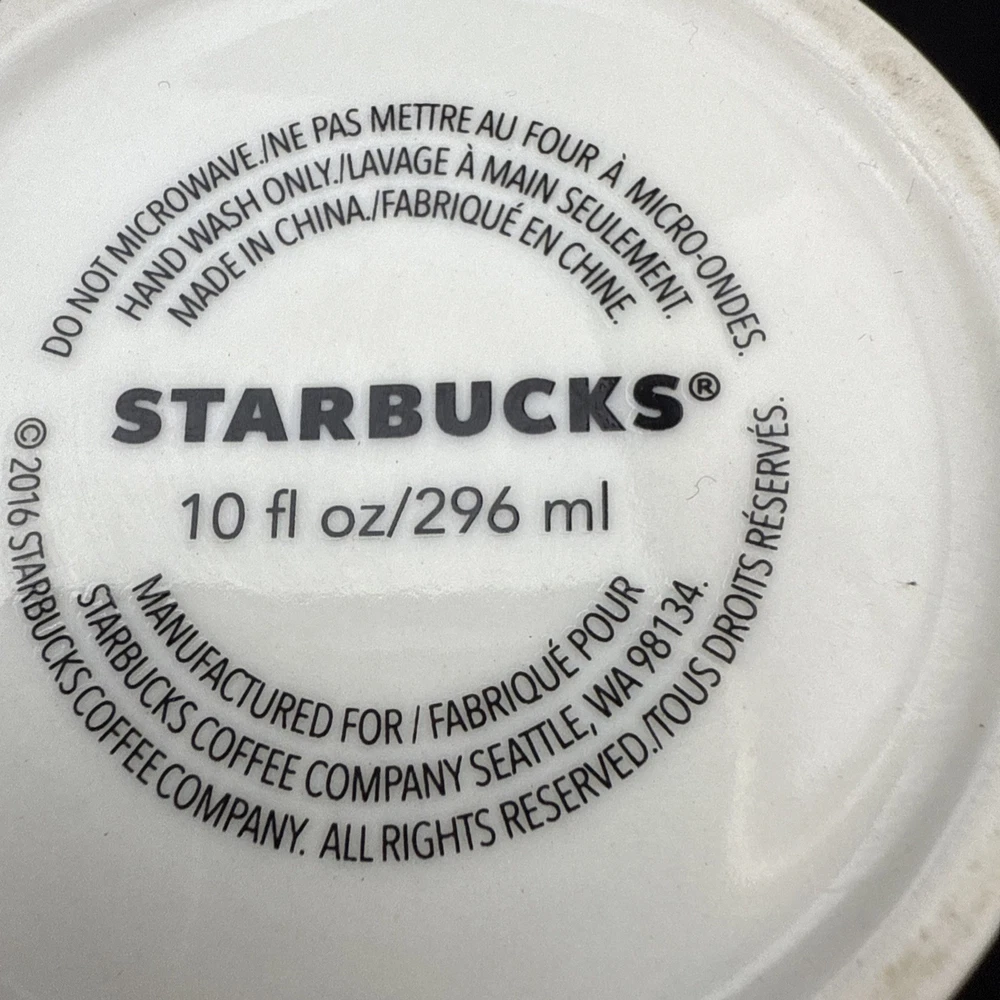 DO NOT MICROWAVE./NE PAS METTRE AU FOUR À MICRO-ONDES.
HAND WASH ONLY./LAVAGE À MAIN SEULEMENT.
MADE IN CHINA./FABRIQUÉ EN CHINE.
STARBUCKS®
10 fl oz/296 ml
MANUFACTURED FOR / FABRIQUÉ POUR
STARBUCKS COFFEE COMPANY SEATTLE, WA 98134.
© 2016 STARBUCKS COFFEE COMPANY. ALL RIGHTS RESERVED./TOUS DROITS RÉSERVÉS.